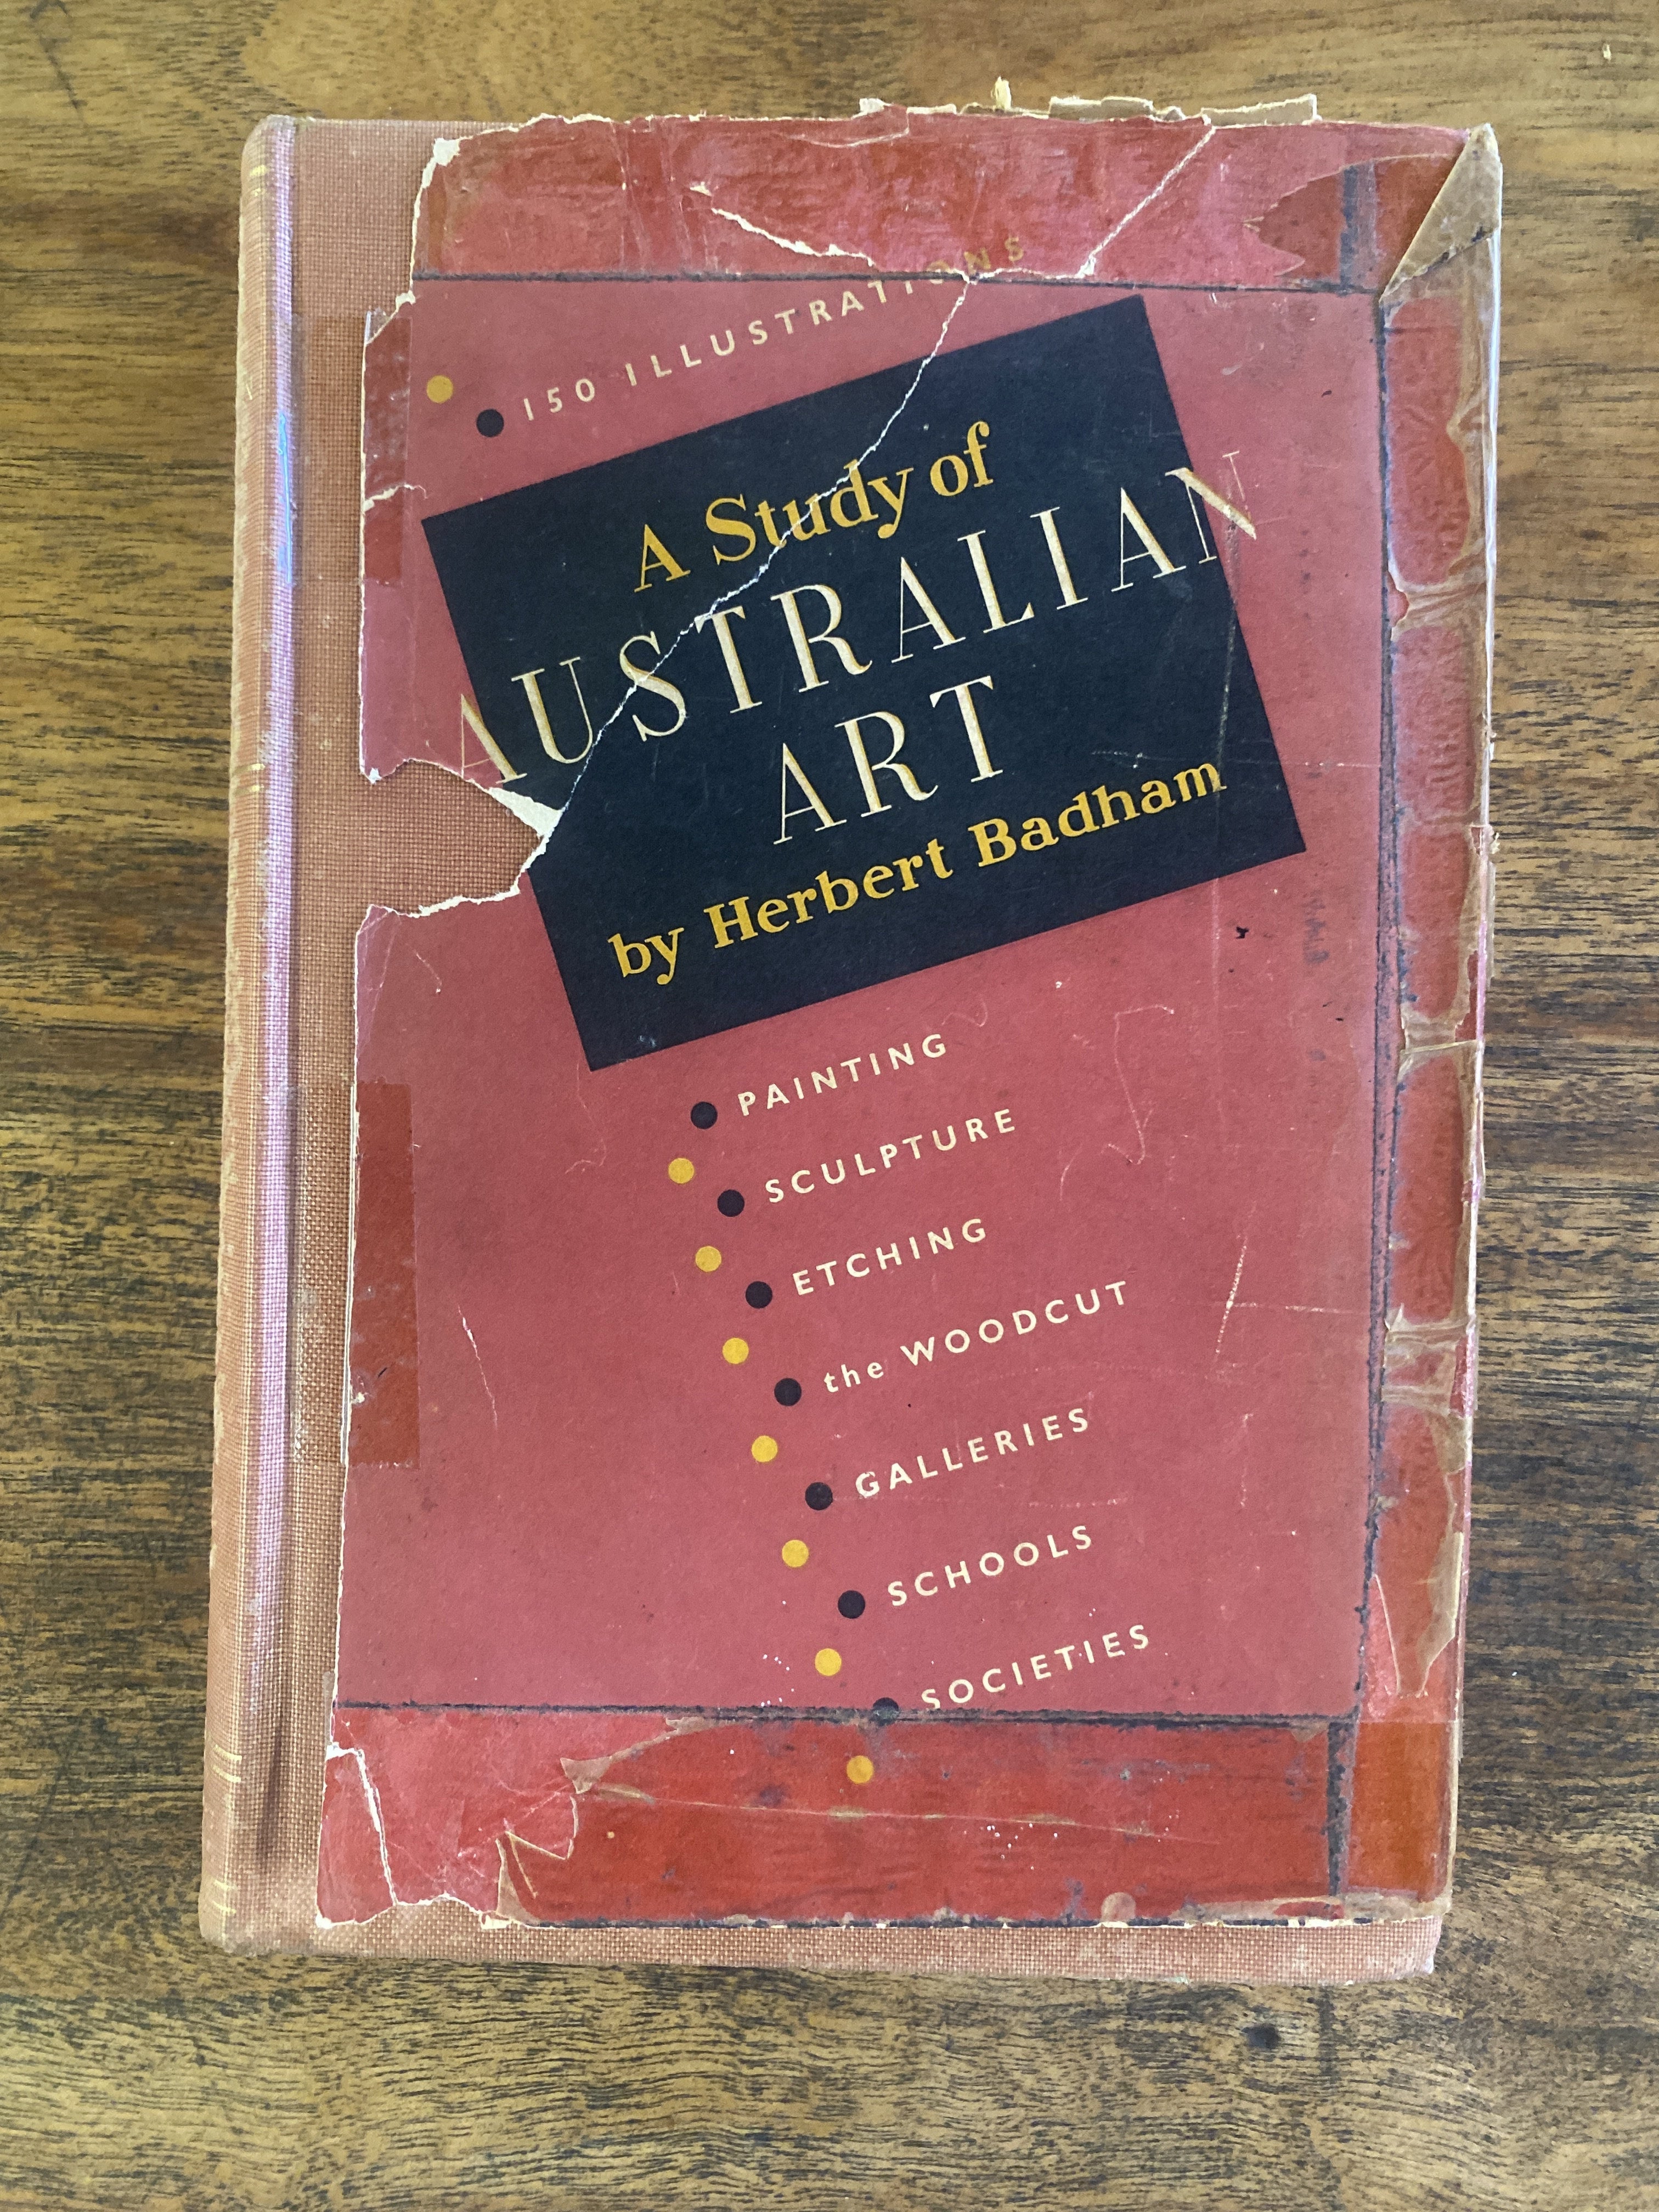 150 ILLUSTRATIONS
A Study of
AUSTRALIAN
ART
by Herbert Badham
PAINTING
SCULPTURE
ETCHING
the WOODCUT
GALLERIES
SCHOOLS
SOCIETIES